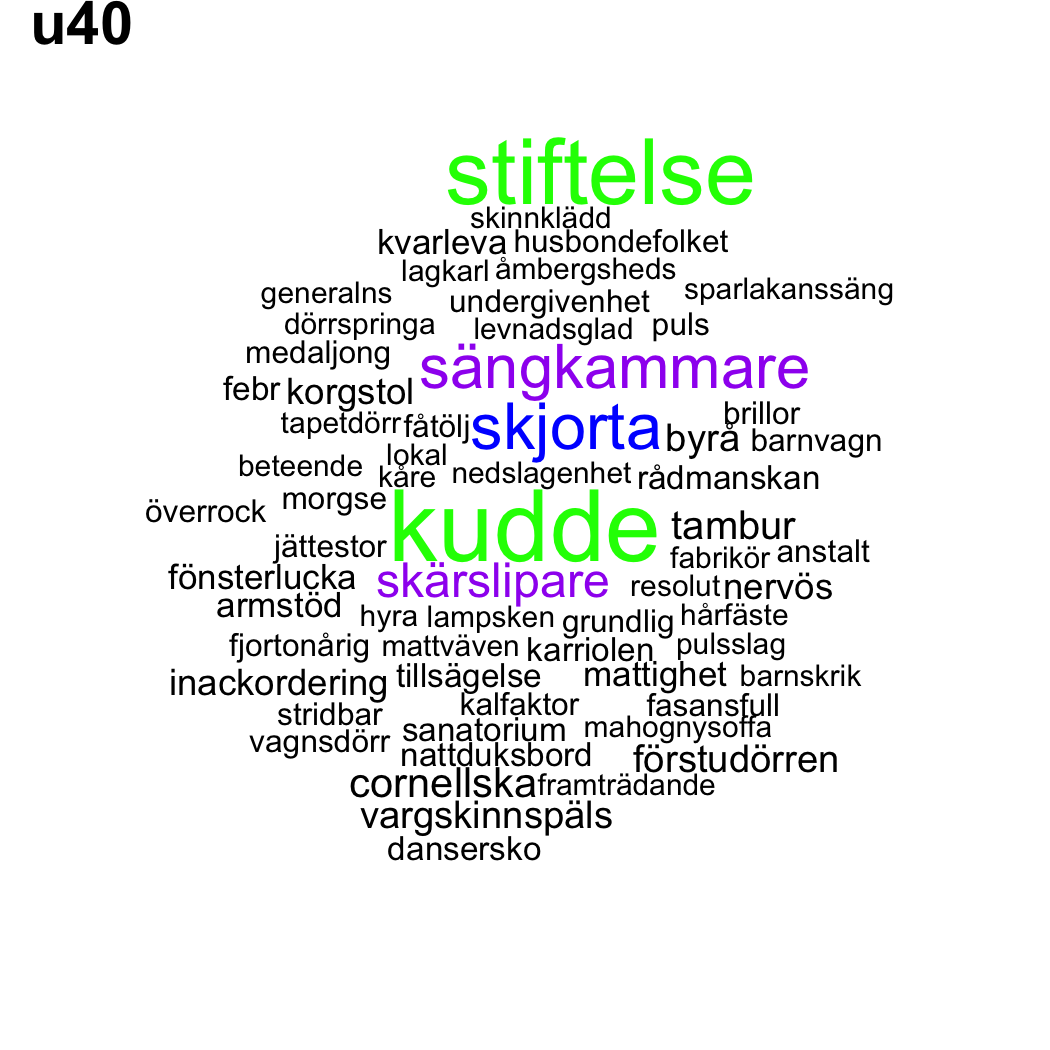 u40
stiftelse
skinnklädd
kvarleva husbondefolket
lagkarl åmbergsheds
generalns undergivenhet sparlakanssäng
dörrspringa levnadsglad puls
medaljong sängkammare
febr korgstol
tapetdörr fåtölj skjorta byrå brillor barnvagn
lokal
beteende kåre nedslagenhet rådmanskan
överrock morgse kudde tambur
jättestor fabrikör anstalt
fönsterlucka skärslipare resolut nervös
armstöd hyra lampsken grundlig hårfäste
fjortonårig mattväven karriolen pulsslag
inackordering tillsägelse mattighet barnskrik
stridbar kalfaktor fasansfull
vagnsdörr sanatorium mahognysoffa
nattduksbord förstudörren
cornellska framträdande
vargskinnspäls
dansersko